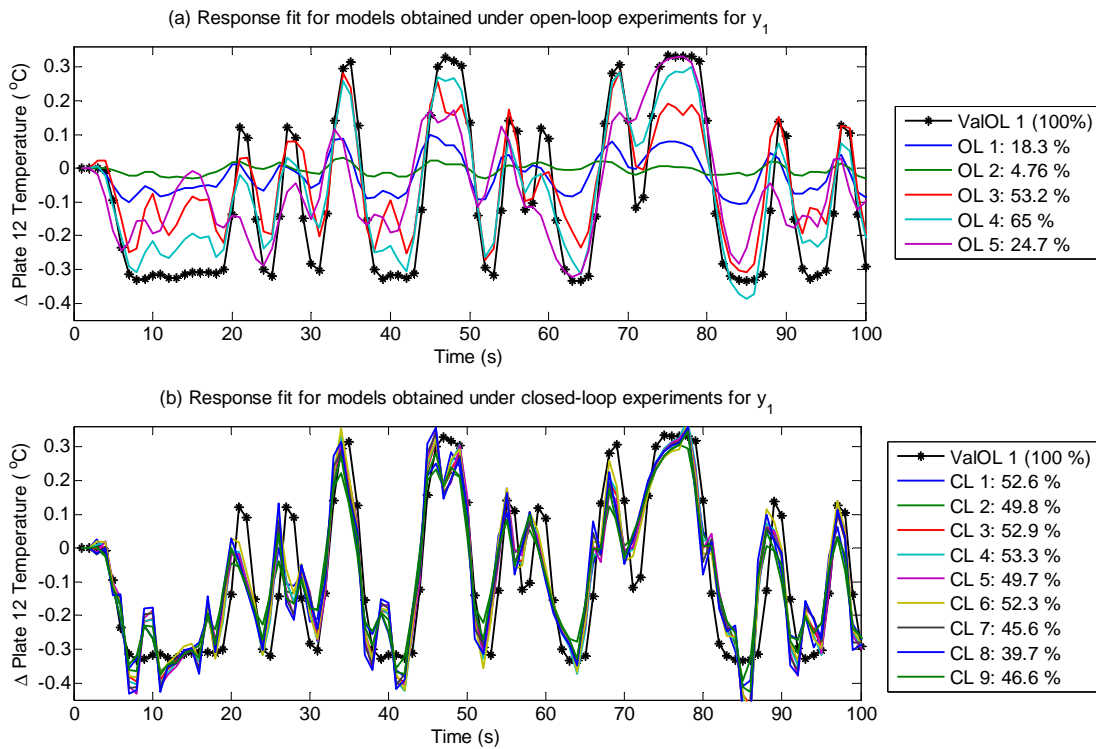 (a) Response fit for models obtained under open-loop experiments for y1
Δ Plate 12 Temperature (°C)
0.3
0.2
0.1
0
-0.1
-0.2
-0.3
-0.4
0 10 20 30 40 50 60 70 80 90 100
Time (s)
ValOL 1 (100%)
OL 1: 18.3 %
OL 2: 4.76 %
OL 3: 53.2 %
OL 4: 65 %
OL 5: 24.7 %
(b) Response fit for models obtained under closed-loop experiments for y1
Δ Plate 12 Temperature (°C)
0.3
0.2
0.1
0
-0.1
-0.2
-0.3
-0.4
0 10 20 30 40 50 60 70 80 90 100
Time (s)
ValOL 1 (100 %)
CL 1: 52.6 %
CL 2: 49.8 %
CL 3: 52.9 %
CL 4: 53.3 %
CL 5: 49.7 %
CL 6: 52.3 %
CL 7: 45.6 %
CL 8: 39.7 %
CL 9: 46.6 %